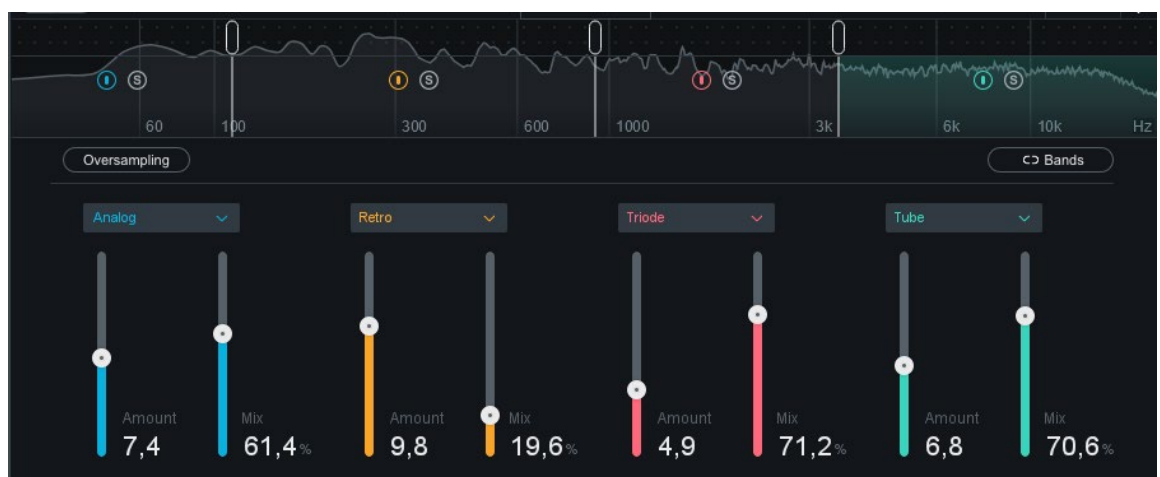 S S S S
60 100 300 600 1000 3k 6k 10k Hz
Oversampling Bands
Analog Retro Triode Tube
Amount Mix Amount Mix Amount Mix Amount Mix
7,4 61,4% 9,8 19,6% 4,9 71,2% 6,8 70,6%